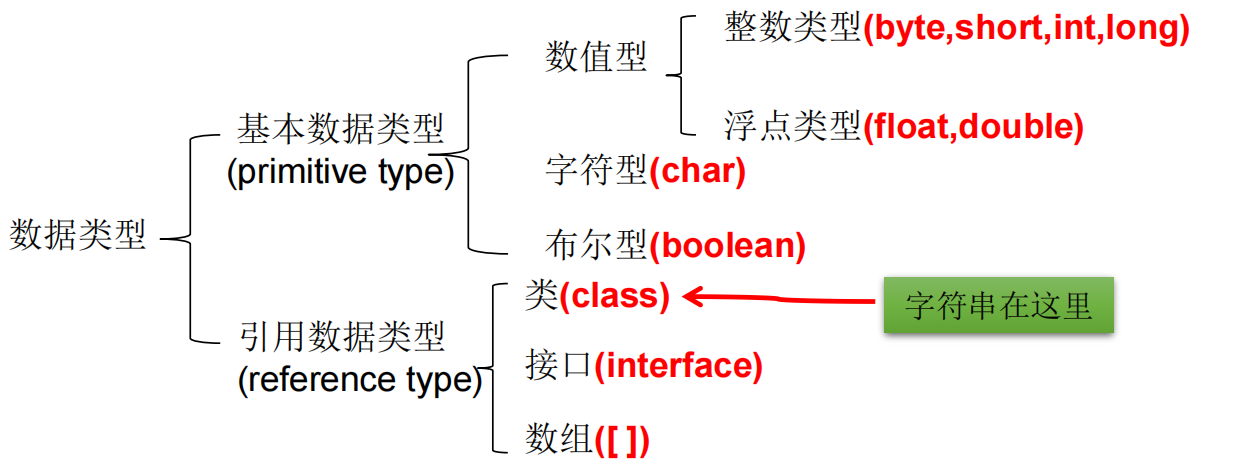 数据类型
基本数据类型
(primitive type)
数值型
整数类型(byte,short,int,long)
浮点类型(float,double)
字符型(char)
布尔型(boolean)
引用数据类型
(reference type)
类(class)
字符串在这里
接口(interface)
数组([ ])